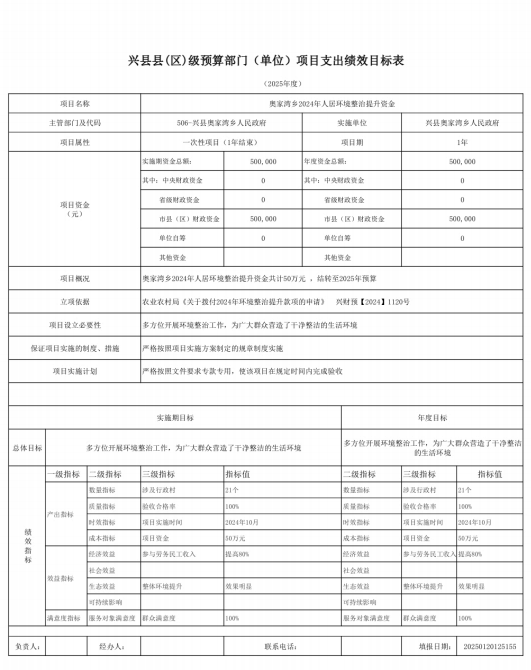 兴县县(区)级预算部门（单位）项目支出绩效目标表
（2025年度）
项目名称 奥家湾乡2024年人居环境整治提升资金
主管部门及代码 506-兴县奥家湾乡人民政府 实施单位 兴县奥家湾乡人民政府
项目属性 一次性项目（1年结束） 项目期 1年
项目资金
（元）
实施期资金总额： 500,000 年度资金总额： 500,000
其中：中央财政资金 0 其中：中央财政资金 0
省级财政资金 0 省级财政资金 0
市县（区）财政资金 500,000 市县（区）财政资金 500,000
单位自筹 0 单位自筹 0
其他资金 其他资金
项目概况 奥家湾乡2024年人居环境整治提升资金共计50万元 ，结转至2025年预算
立项依据 农业农村局《关于拨付2024年环境整治提升款项的申请》 兴财预【2024】1120号
项目设立必要性 多方位开展环境整治工作，为广大群众营造了干净整洁的生活环境
保证项目实施的制度、措施 严格按照项目实施方案制定的规章制度实施
项目实施计划 严格按照文件要求专款专用，使该项目在规定时间内完成验收
实施期目标 年度目标
总体目标 多方位开展环境整治工作，为广大群众营造了干净整洁的生活环境 多方位开展环境整治工作，为广大群众营造了干净整洁
的生活环境
绩效指标
一级指标 二级指标 三级指标 指标值 二级指标 三级指标 指标值
产出指标
数量指标 涉及行政村 21个 数量指标 涉及行政村 21个
质量指标 验收合格率 100% 质量指标 验收合格率 100%
时效指标 项目实施时间 2024年10月 时效指标 项目实施时间 2024年10月
成本指标 项目资金 50万元 成本指标 项目资金 50万元
效益指标
经济效益 参与劳务民工收入 提高80% 经济效益 参与劳务民工收入 提高80%
社会效益 社会效益
生态效益 整体环境提升 效果明显 生态效益 整体环境提升 效果明显
可持续影响 可持续影响
满意度指标 服务对象满意度 群众满意度 100% 服务对象满意度 群众满意度 100%
负责人： 经办人： 联系电话： 填报日期： 20250120125155